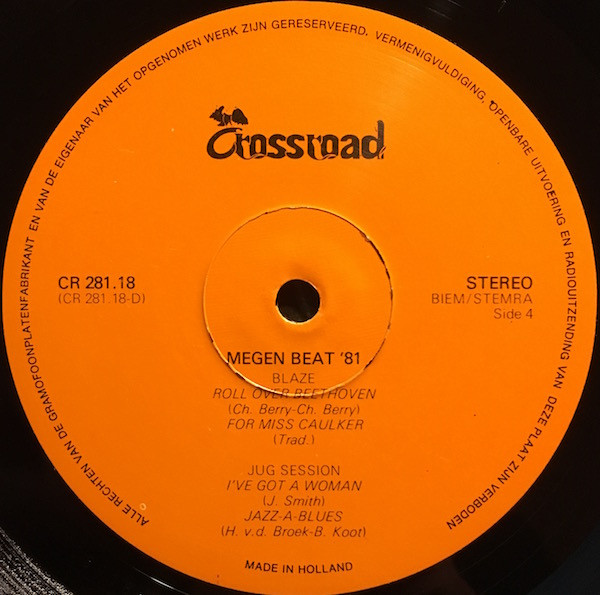 ALLE RECHTEN VAN DE GRAMOFOONPLATENFABRIKANT EN VAN DE EIGENAAR VAN HET OPGENOMEN WERK ZIJN GERESERVEERD. VERMENIGVULDIGING, OPENBARE UITVOERING EN RADIOUITZENDING VAN DEZE PLAAT ZIJN VERBODEN
Crossroad
CR 281.18
(CR 281.18-D)
STEREO
BIEM/STEMRA
Side 4
MEGEN BEAT '81
BLAZE
ROLL OVER BEETHOVEN
(Ch. Berry-Ch. Berry)
FOR MISS CAULKER
(Trad.)
JUG SESSION
I'VE GOT A WOMAN
(J. Smith)
JAZZ-A-BLUES
(H. v.d. Broek-B. Koot)
MADE IN HOLLAND